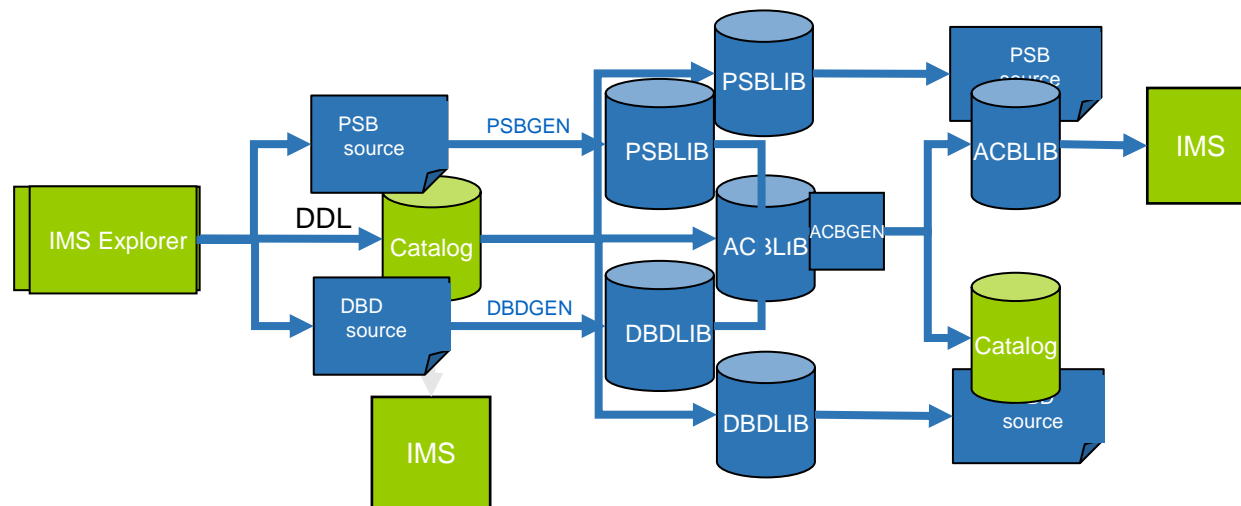 PSBLIB
PSB
PSB
source
PSBGEN
PSBLIB
ACBLIB
IMS
IMS Explorer
DDL
Catalog
ACBGEN
DBD
source
DBDGEN
DBDLIB
Catalog
DBDLIB
source
IMS